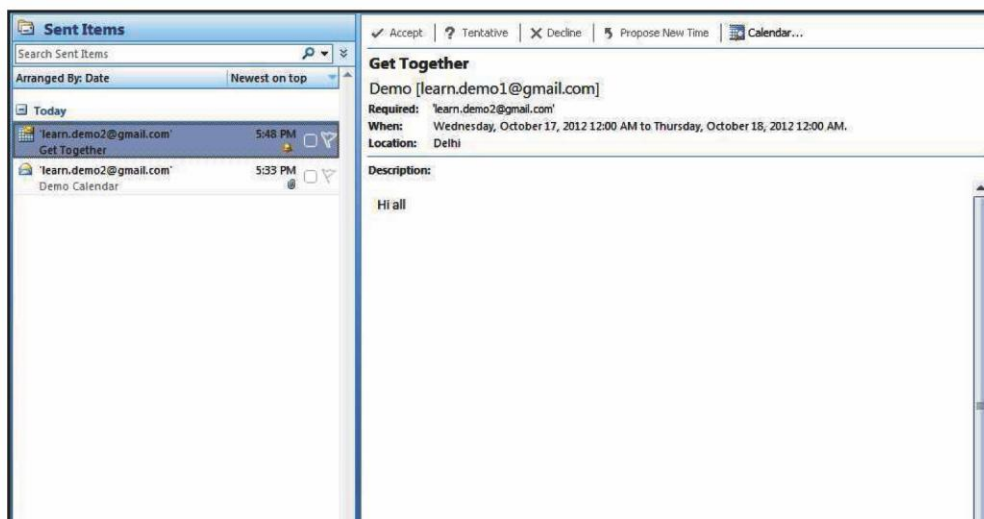 Sent Items
Search Sent Items
Arranged By: Date Newest on top
Today
'learn.demo2@gmail.com' 5:48 PM
Get Together
'learn.demo2@gmail.com' 5:33 PM
Demo Calendar
Accept ? Tentative Decline Propose New Time Calendar...
Get Together
Demo [learn.demo1@gmail.com]
Required: 'learn.demo2@gmail.com'
When: Wednesday, October 17, 2012 12:00 AM to Thursday, October 18, 2012 12:00 AM.
Location: Delhi
Description:
Hi all